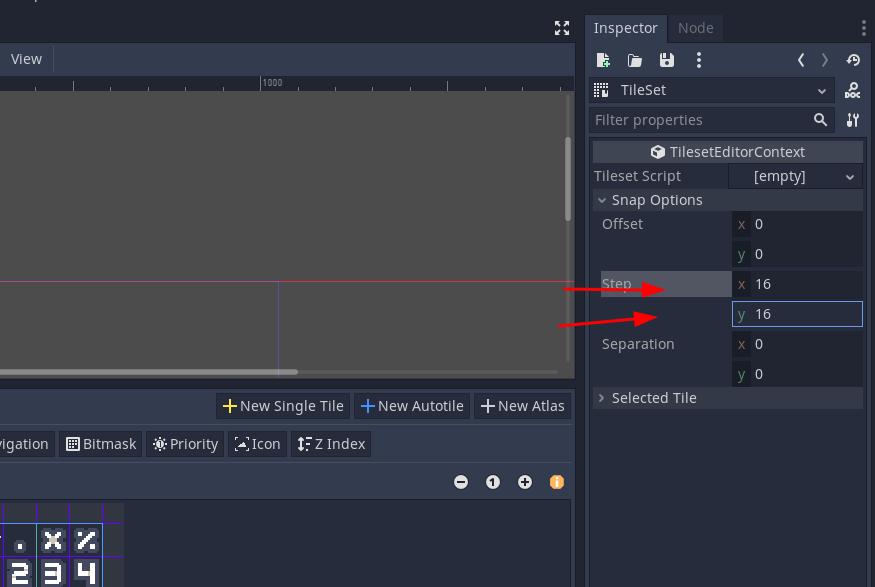 Inspector Node
View
1000
TileSet
DOC
Filter properties
TilesetEditorContext
Tileset Script [empty]
Snap Options
Offset x 0
y 0
Step x 16
y 16
Separation x 0
y 0
Selected Tile
New Single Tile New Autotile New Atlas
vigation Bitmask Priority Icon Z Index
1
. x %
2 3 4